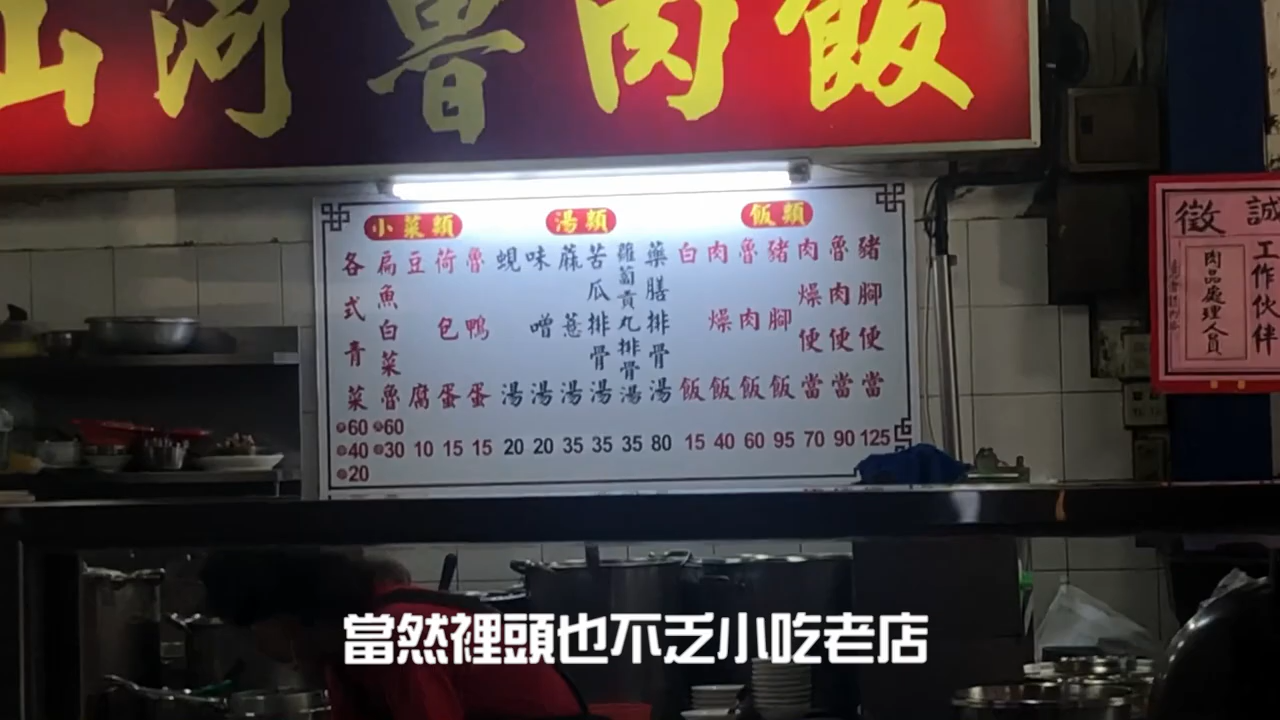 山河魯肉飯
飯類
豬腳便當 125
魯肉便當 90
肉燥便當 70
豬腳飯 95
魯肉飯 60
肉燥飯 40
白飯 15
湯類
藥膳排骨湯 80
蘿蔔貢丸排骨湯 35
苦瓜排骨湯 35
蔴薏湯 35
味噌湯 20
蜆湯 20
小菜類
魯鴨蛋 15
荷包蛋 15
豆腐 10
扁魚白菜魯 60 30
各式青菜 60 40 20
誠徵
工作伙伴
肉品處理人員
當然裡頭也不乏小吃老店